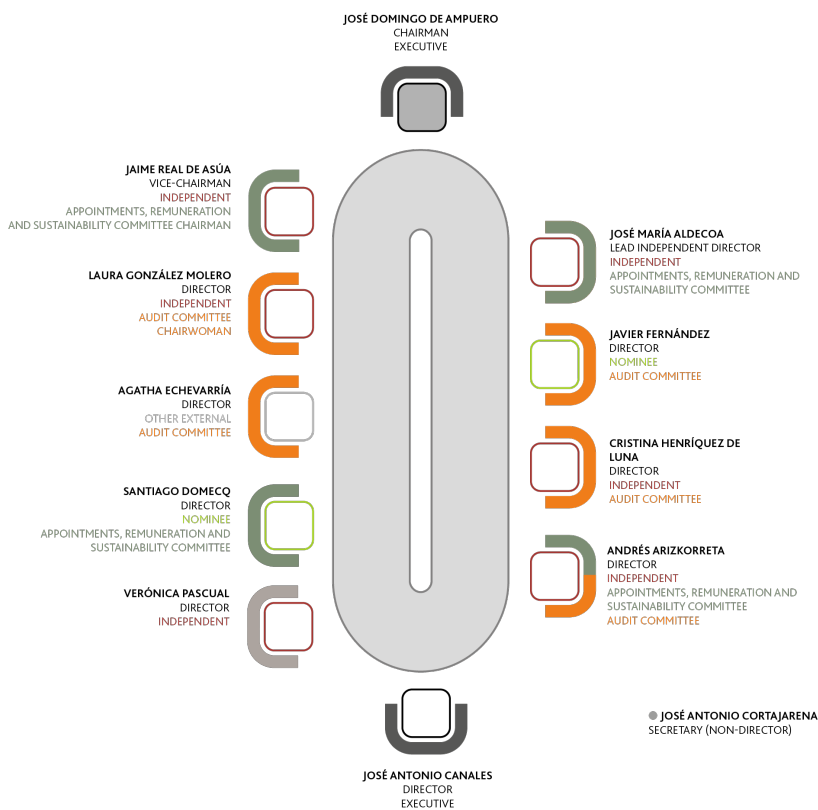 JOSÉ DOMINGO DE AMPUERO
CHAIRMAN
EXECUTIVE
JAIME REAL DE ASÚA
VICE-CHAIRMAN
INDEPENDENT
APPOINTMENTS, REMUNERATION
AND SUSTAINABILITY COMMITTEE CHAIRMAN
LAURA GONZÁLEZ MOLERO
DIRECTOR
INDEPENDENT
AUDIT COMMITTEE
CHAIRWOMAN
AGATHA ECHEVARRÍA
DIRECTOR
OTHER EXTERNAL
AUDIT COMMITTEE
SANTIAGO DOMECQ
DIRECTOR
NOMINEE
APPOINTMENTS, REMUNERATION AND
SUSTAINABILITY COMMITTEE
VERÓNICA PASCUAL
DIRECTOR
INDEPENDENT
JOSÉ MARÍA ALDECOA
LEAD INDEPENDENT DIRECTOR
INDEPENDENT
APPOINTMENTS, REMUNERATION AND
SUSTAINABILITY COMMITTEE
JAVIER FERNÁNDEZ
DIRECTOR
NOMINEE
AUDIT COMMITTEE
CRISTINA HENRÍQUEZ DE
LUNA
DIRECTOR
INDEPENDENT
AUDIT COMMITTEE
ANDRÉS ARIZKORRETA
DIRECTOR
INDEPENDENT
APPOINTMENTS, REMUNERATION AND
SUSTAINABILITY COMMITTEE
AUDIT COMMITTEE
JOSÉ ANTONIO CORTAJARENA
SECRETARY (NON-DIRECTOR)
JOSÉ ANTONIO CANALES
DIRECTOR
EXECUTIVE